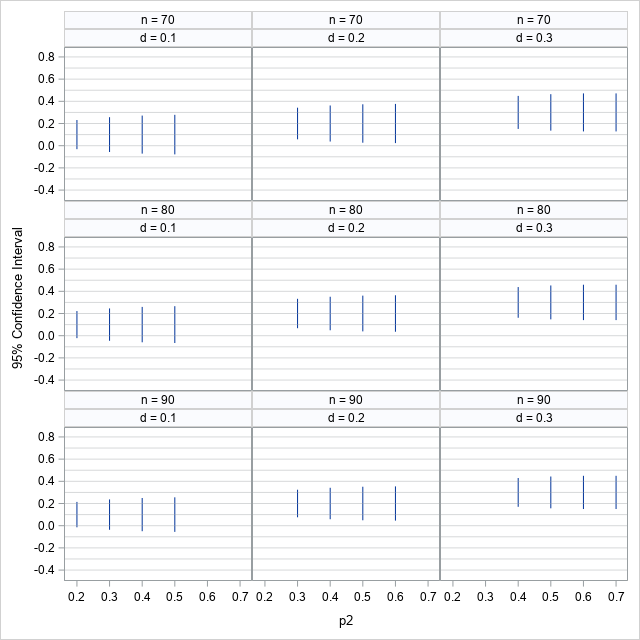 n = 70 n = 70 n = 70
d = 0.1 d = 0.2 d = 0.3
0.8
0.6
0.4
0.2
0.0
-0.2
-0.4
n = 80 n = 80 n = 80
d = 0.1 d = 0.2 d = 0.3
0.8
0.6
0.4
0.2
0.0
-0.2
-0.4
95% Confidence Interval
n = 90 n = 90 n = 90
d = 0.1 d = 0.2 d = 0.3
0.8
0.6
0.4
0.2
0.0
-0.2
-0.4
0.2 0.3 0.4 0.5 0.6 0.7 0.2 0.3 0.4 0.5 0.6 0.7 0.2 0.3 0.4 0.5 0.6 0.7
p2